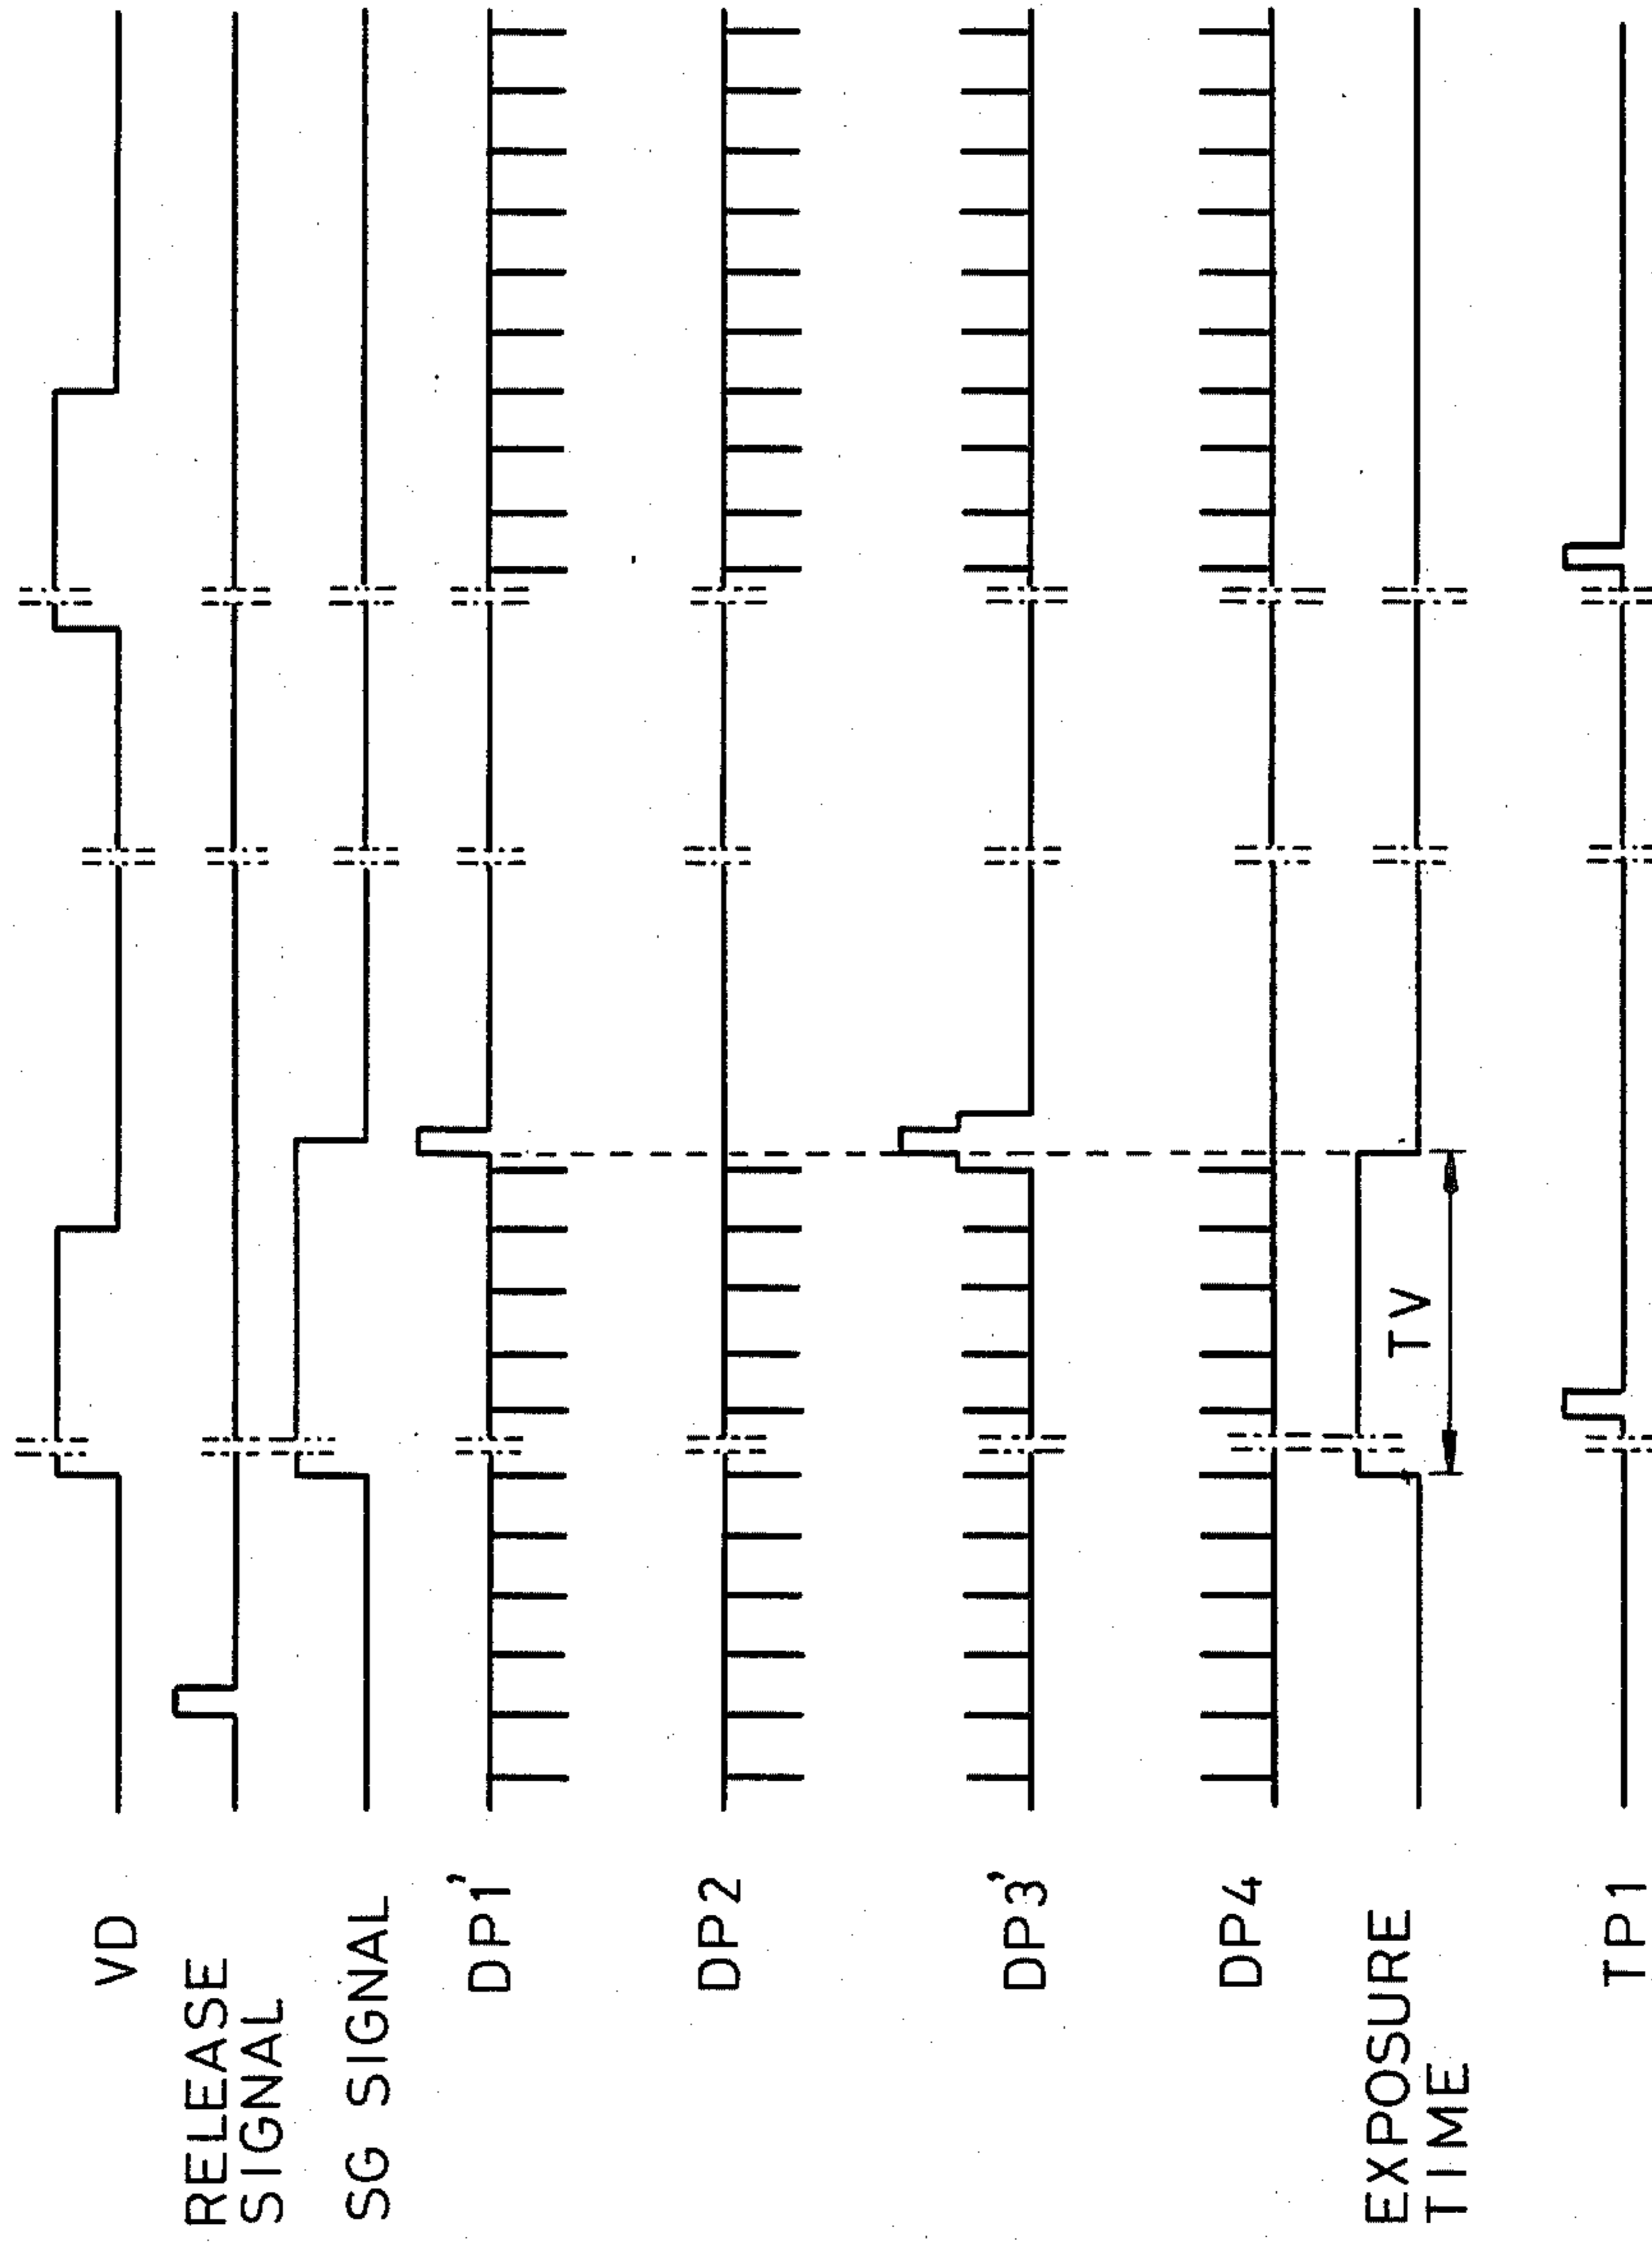 VD
RELEASE
SIGNAL
SG SIGNAL
DP1'
DP2
DP3'
DP4
EXPOSURE
TIME
TV
TP1